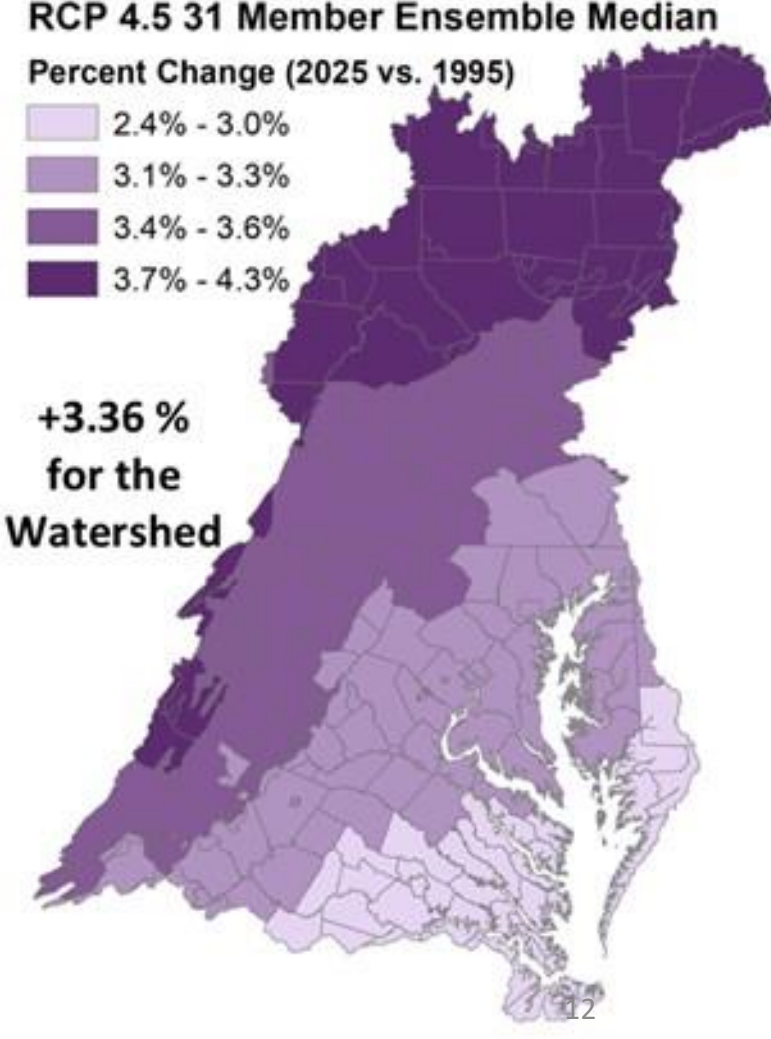 RCP 4.5 31 Member Ensemble Median
Percent Change (2025 vs. 1995)
2.4% - 3.0%
3.1% - 3.3%
3.4% - 3.6%
3.7% - 4.3%
+3.36 %
for the
Watershed
12